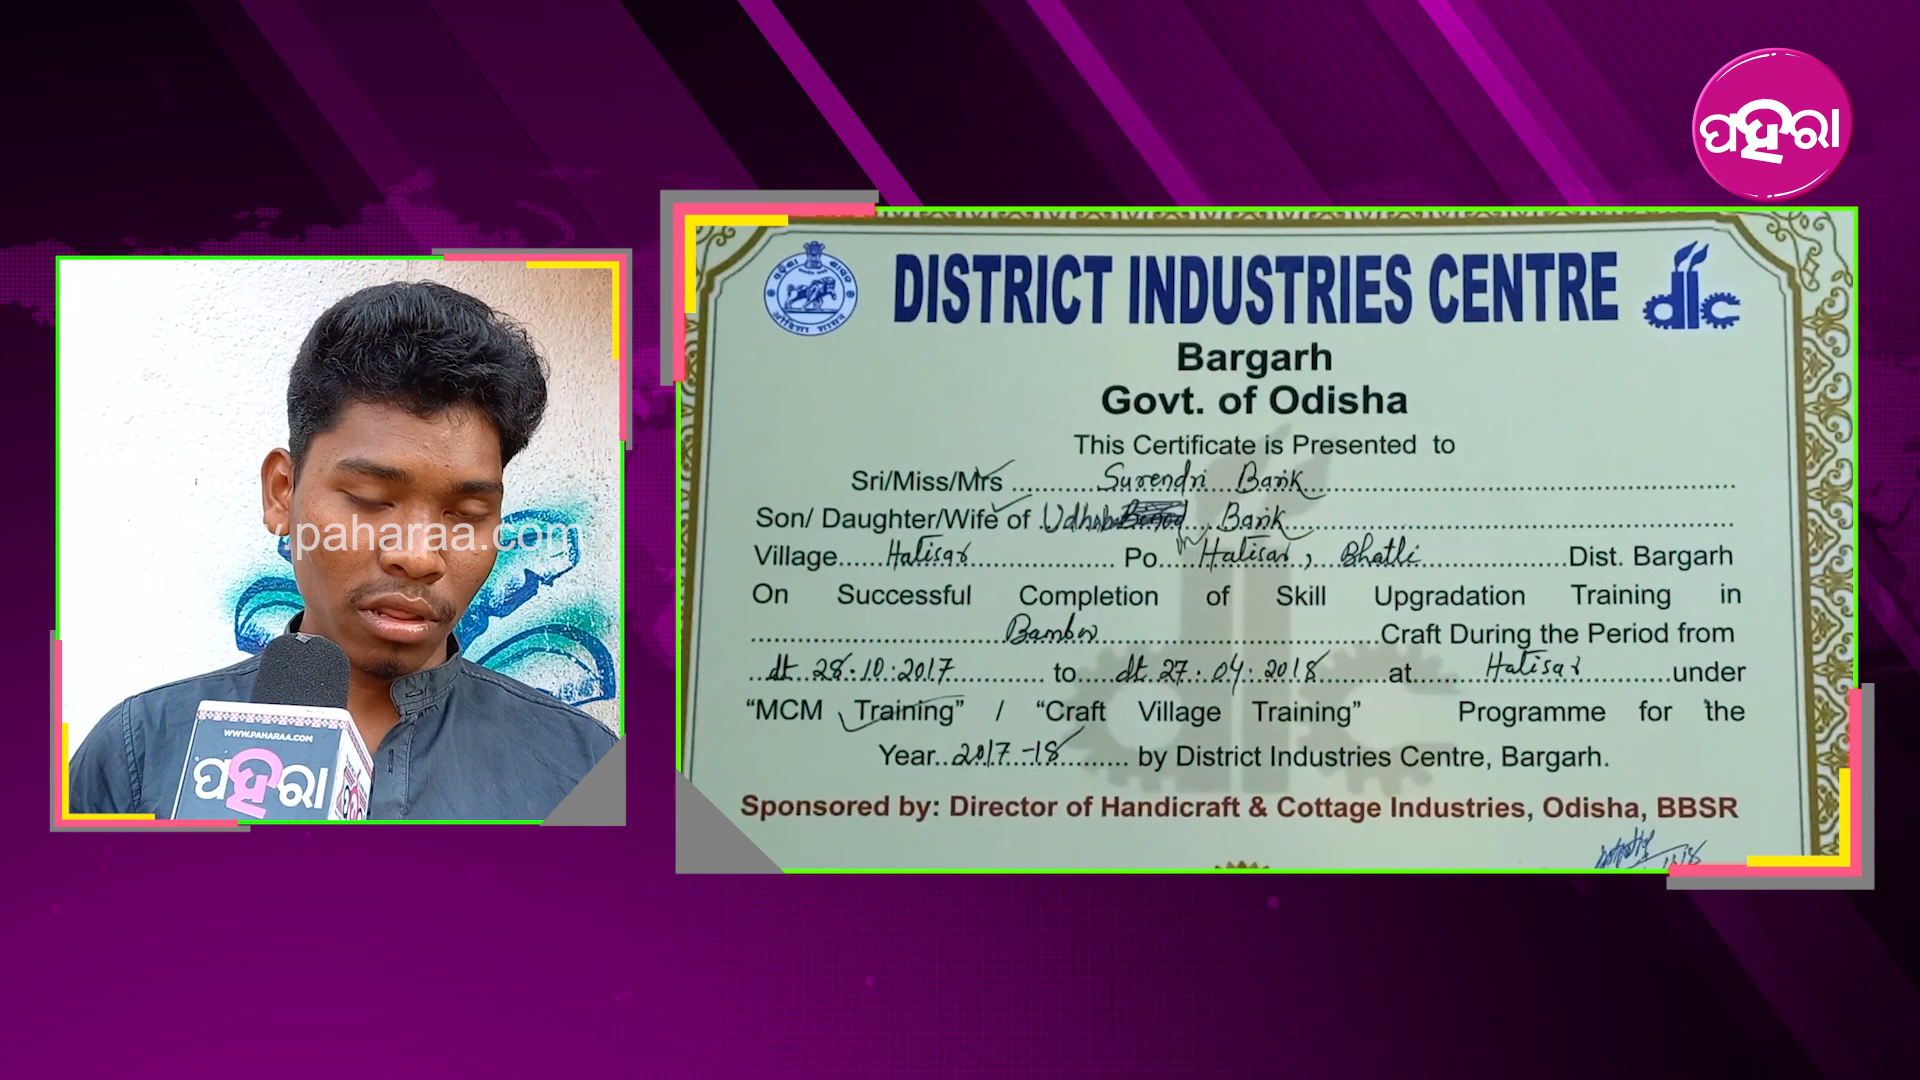 ପହରା
DISTRICT INDUSTRIES CENTRE
dic
Bargarh
Govt. of Odisha
This Certificate is Presented to
Sri/Miss/Mrs Surendri Barik
Son/ Daughter/Wife of Udhab Barik
Village Halisar Po Halisar, Bhatli Dist. Bargarh
On Successful Completion of Skill Upgradation Training in
Bamboo Craft During the Period from
dt 28.10.2017 to dt 27.04.2018 at Halisar under
“MCM Training” / “Craft Village Training” Programme for the
Year 2017-18 by District Industries Centre, Bargarh.
Sponsored by: Director of Handicraft & Cottage Industries, Odisha, BBSR
.paharaa.com
WWW.PAHARAA.COM
ପହରା